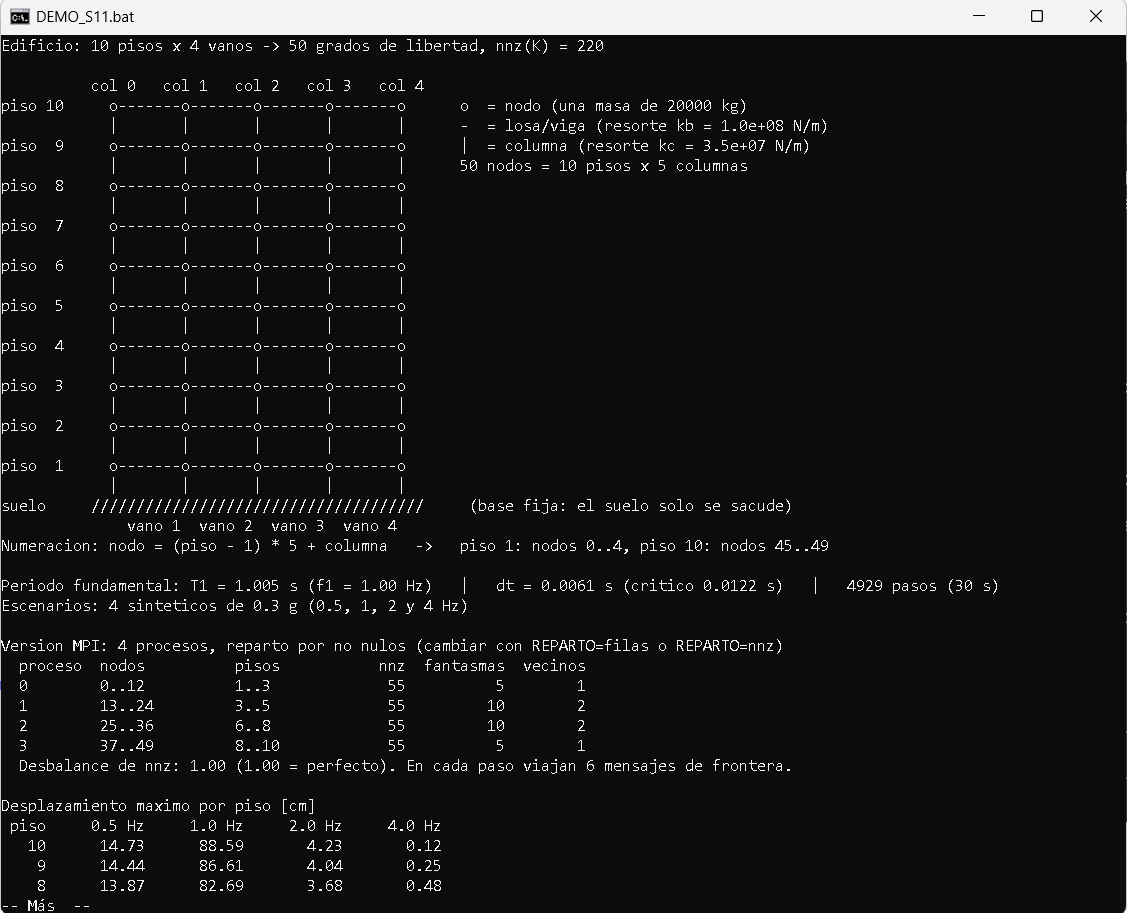 DEMO_S11.bat
Edificio: 10 pisos x 4 vanos -> 50 grados de libertad, nnz(K) = 220
          col 0   col 1   col 2   col 3   col 4
piso 10     o-------o-------o-------o-------o      o  = nodo (una masa de 20000 kg)
            |       |       |       |       |      -  = losa/viga (resorte kb = 1.0e+08 N/m)
piso  9     o-------o-------o-------o-------o      |  = columna (resorte kc = 3.5e+07 N/m)
            |       |       |       |       |      50 nodos = 10 pisos x 5 columnas
piso  8     o-------o-------o-------o-------o
            |       |       |       |       |
piso  7     o-------o-------o-------o-------o
            |       |       |       |       |
piso  6     o-------o-------o-------o-------o
            |       |       |       |       |
piso  5     o-------o-------o-------o-------o
            |       |       |       |       |
piso  4     o-------o-------o-------o-------o
            |       |       |       |       |
piso  3     o-------o-------o-------o-------o
            |       |       |       |       |
piso  2     o-------o-------o-------o-------o
            |       |       |       |       |
piso  1     o-------o-------o-------o-------o
            |       |       |       |       |
suelo     /////////////////////////////////////     (base fija: el suelo solo se sacude)
              vano 1  vano 2  vano 3  vano 4
Numeracion: nodo = (piso - 1) * 5 + columna   ->   piso 1: nodos 0..4, piso 10: nodos 45..49
Periodo fundamental: T1 = 1.005 s (f1 = 1.00 Hz)   |   dt = 0.0061 s (critico 0.0122 s)   |   4929 pasos (30 s)
Escenarios: 4 sinteticos de 0.3 g (0.5, 1, 2 y 4 Hz)
Version MPI: 4 procesos, reparto por no nulos (cambiar con REPARTO=filas o REPARTO=nnz)
  proceso  nodos          pisos           nnz  fantasmas  vecinos
  0        0..12          1..3             55          5        1
  1        13..24         3..5             55         10        2
  2        25..36         6..8             55         10        2
  3        37..49         8..10            55          5        1
  Desbalance de nnz: 1.00 (1.00 = perfecto). En cada paso viajan 6 mensajes de frontera.
Desplazamiento maximo por piso [cm]
 piso     0.5 Hz     1.0 Hz     2.0 Hz     4.0 Hz
   10      14.73      88.59       4.23       0.12
    9      14.44      86.61       4.04       0.25
    8      13.87      82.69       3.68       0.48
-- Más  --